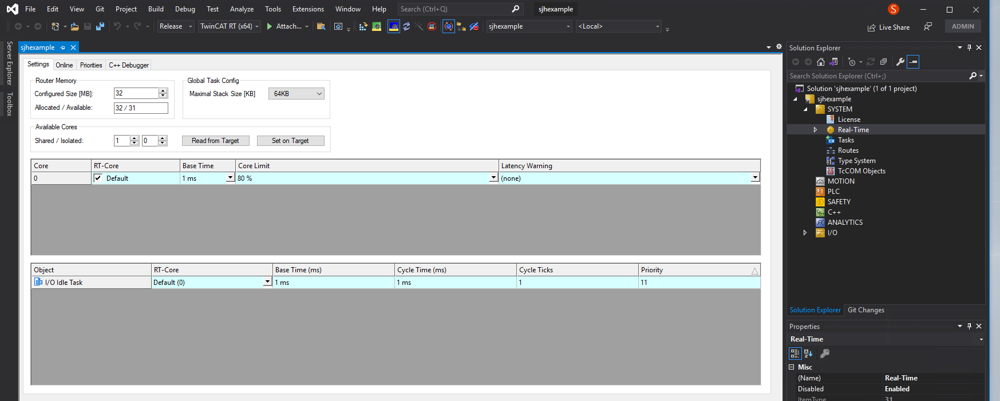 File Edit View Git Project Build Debug Test Analyze Tools Extensions Window Help Search (Ctrl+Q) sjhexample S
Release TwinCAT RT (x64) Attach... sjhexample <Local> Live Share ADMIN
Server Explorer
Toolbox
sjhexample
Settings Online Priorities C++ Debugger
Router Memory
Configured Size [MB]: 32
Allocated / Available: 32 / 31
Global Task Config
Maximal Stack Size [KB] 64KB
Available Cores
Shared / Isolated: 1 0 Read from Target Set on Target
Core RT-Core Base Time Core Limit Latency Warning
0 Default 1 ms 80 % (none)
Object RT-Core Base Time (ms) Cycle Time (ms) Cycle Ticks Priority
I/O Idle Task Default (0) 1 ms 1 ms 1 11
Solution Explorer
Search Solution Explorer (Ctrl+;)
Solution 'sjhexample' (1 of 1 project)
sjhexample
SYSTEM
License
Real-Time
Tasks
Routes
Type System
TcCOM Objects
MOTION
PLC
SAFETY
C++
ANALYTICS
I/O
Solution Explorer Git Changes
Properties
Real-Time
Misc
(Name) Real-Time
Disabled Enabled
ItemType 31